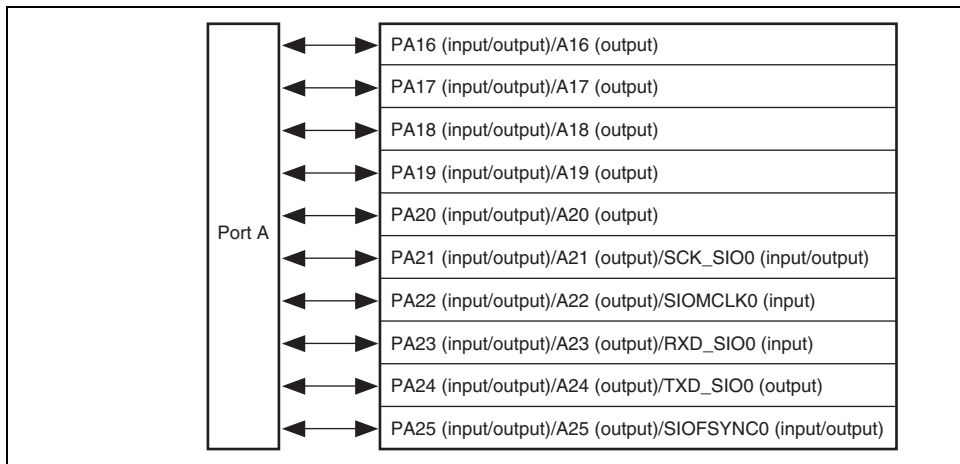 PA16 (input/output)/A16 (output)
PA17 (input/output)/A17 (output)
PA18 (input/output)/A18 (output)
PA19 (input/output)/A19 (output)
PA20 (input/output)/A20 (output)
Port A
PA21 (input/output)/A21 (output)/SCK_SIO0 (input/output)
PA22 (input/output)/A22 (output)/SIOMCLK0 (input)
PA23 (input/output)/A23 (output)/RXD_SIO0 (input)
PA24 (input/output)/A24 (output)/TXD_SIO0 (output)
PA25 (input/output)/A25 (output)/SIOFSYNC0 (input/output)